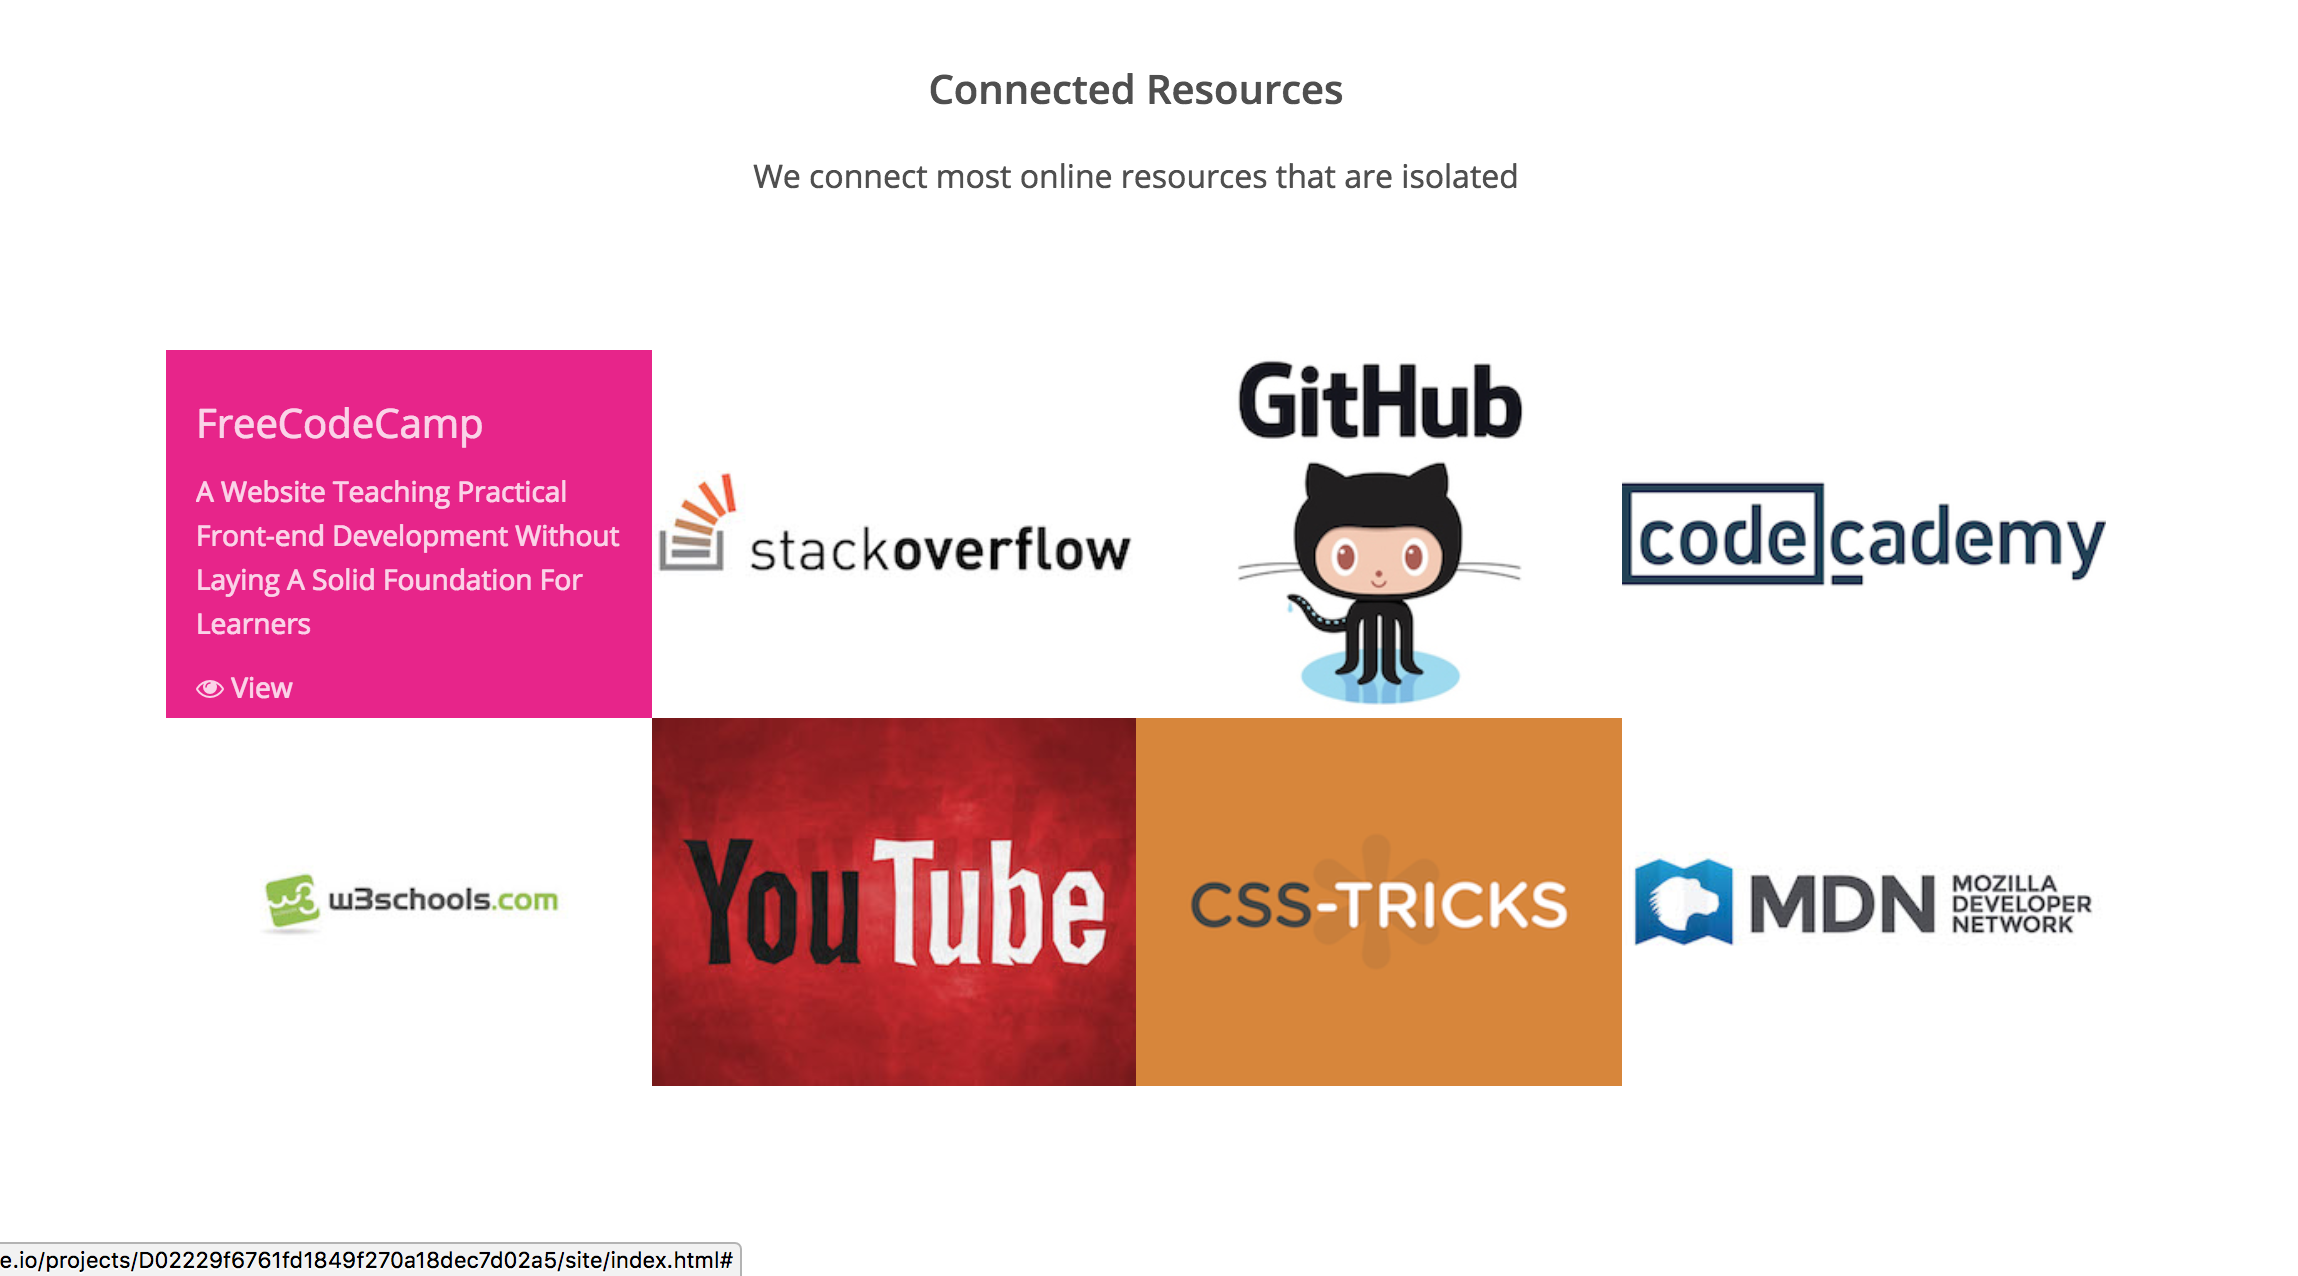 Connected Resources
We connect most online resources that are isolated
FreeCodeCamp
A Website Teaching Practical
Front-end Development Without
Laying A Solid Foundation For
Learners
View
stackoverflow
GitHub
codecademy
w3 w3schools.com
YouTube
CSS-TRICKS
MDN MOZILLA
DEVELOPER
NETWORK
e.io/projects/D02229f6761fd1849f270a18dec7d02a5/site/index.html#